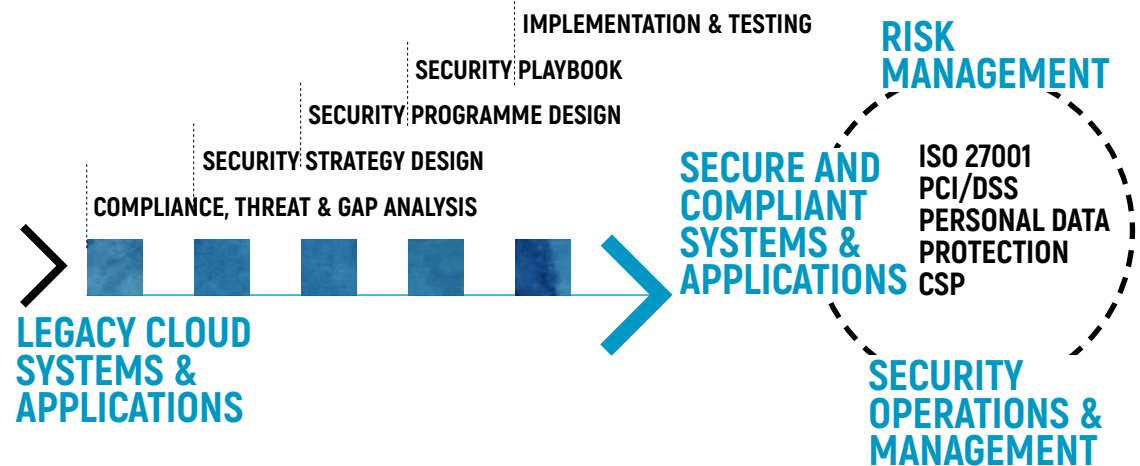 IMPLEMENTATION & TESTING
SECURITY PLAYBOOK
SECURITY PROGRAMME DESIGN
SECURITY STRATEGY DESIGN
COMPLIANCE, THREAT & GAP ANALYSIS
LEGACY CLOUD
SYSTEMS &
APPLICATIONS
SECURE AND
COMPLIANT
SYSTEMS &
APPLICATIONS
RISK
MANAGEMENT
ISO 27001
PCI/DSS
PERSONAL DATA
PROTECTION
CSP
SECURITY
OPERATIONS &
MANAGEMENT